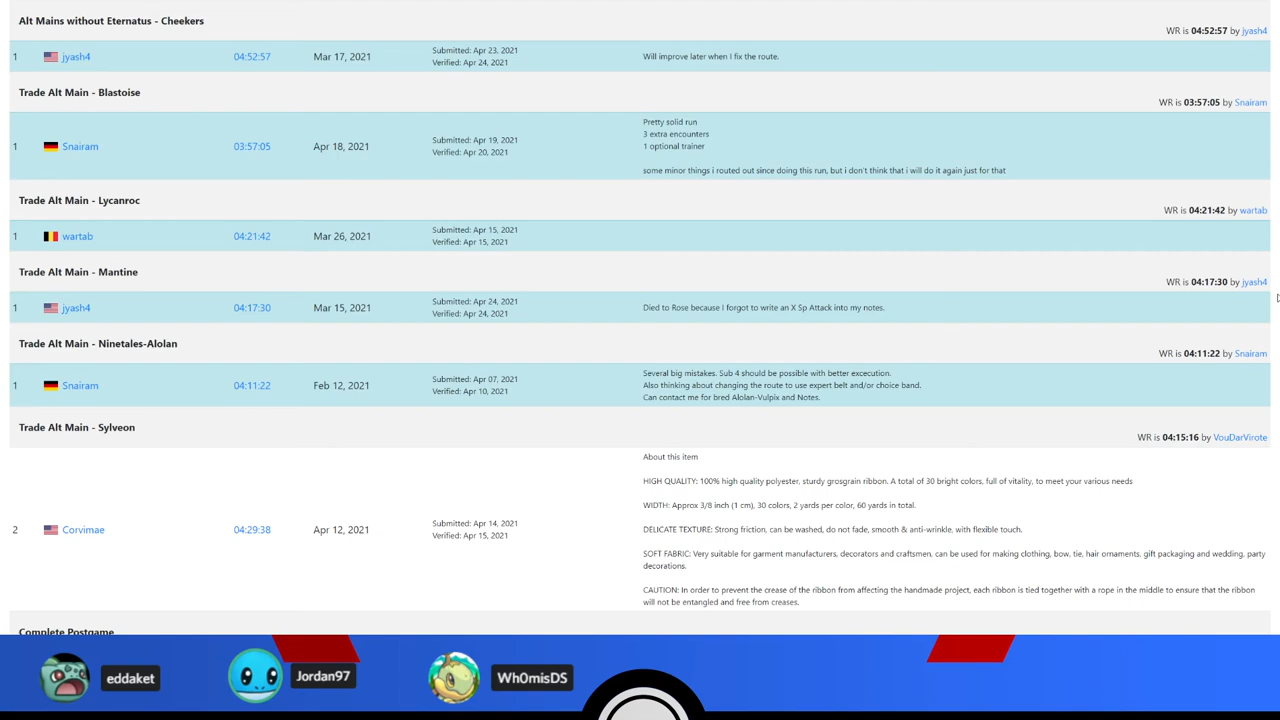 Alt Mains without Eternatus - Cheekers
WR is 04:52:57 by jyash4
1 jyash4 04:52:57 Mar 17, 2021 Submitted: Apr 23, 2021 Will improve later when I fix the route.
Verified: Apr 24, 2021
Trade Alt Main - Blastoise
WR is 03:57:05 by Snairam
Pretty solid run
3 extra encounters
1 Snairam 03:57:05 Apr 18, 2021 Submitted: Apr 19, 2021 1 optional trainer
Verified: Apr 20, 2021
some minor things i routed out since doing this run, but i don't think that i will do it again just for that
Trade Alt Main - Lycanroc
WR is 04:21:42 by wartab
1 wartab 04:21:42 Mar 26, 2021 Submitted: Apr 15, 2021
Verified: Apr 15, 2021
Trade Alt Main - Mantine
WR is 04:17:30 by jyash4
1 jyash4 04:17:30 Mar 15, 2021 Submitted: Apr 24, 2021 Died to Rose because I forgot to write an X Sp Attack into my notes.
Verified: Apr 24, 2021
Trade Alt Main - Ninetales-Alolan
WR is 04:11:22 by Snairam
Several big mistakes. Sub 4 should be possible with better excecution.
1 Snairam 04:11:22 Feb 12, 2021 Submitted: Apr 07, 2021 Also thinking about changing the route to use expert belt and/or choice band.
Verified: Apr 10, 2021 Can contact me for bred Alolan-Vulpix and Notes.
Trade Alt Main - Sylveon
WR is 04:15:16 by VouDarVirote
About this item
HIGH QUALITY: 100% high quality polyester, sturdy grosgrain ribbon. A total of 30 bright colors, full of vitality, to meet your various needs
WIDTH: Approx 3/8 inch (1 cm), 30 colors, 2 yards per color, 60 yards in total.
2 Corvimae 04:29:38 Apr 12, 2021 Submitted: Apr 14, 2021 DELICATE TEXTURE: Strong friction, can be washed, do not fade, smooth & anti-wrinkle, with flexible touch.
Verified: Apr 15, 2021
SOFT FABRIC: Very suitable for garment manufacturers, decorators and craftsmen, can be used for making clothing, bow, tie, hair ornaments, gift packaging and wedding, party
decorations.
CAUTION: In order to prevent the crease of the ribbon from affecting the handmade project, each ribbon is tied together with a rope in the middle to ensure that the ribbon
will not be entangled and free from creases.
Complete Postgame
eddaket Jordan97 Wh0misDS